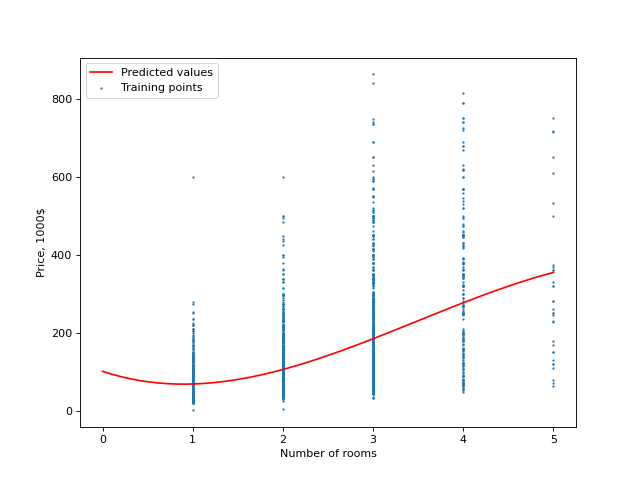 Predicted values
Training points
800
600
400
200
0
Price, 1000$
0 1 2 3 4 5
Number of rooms